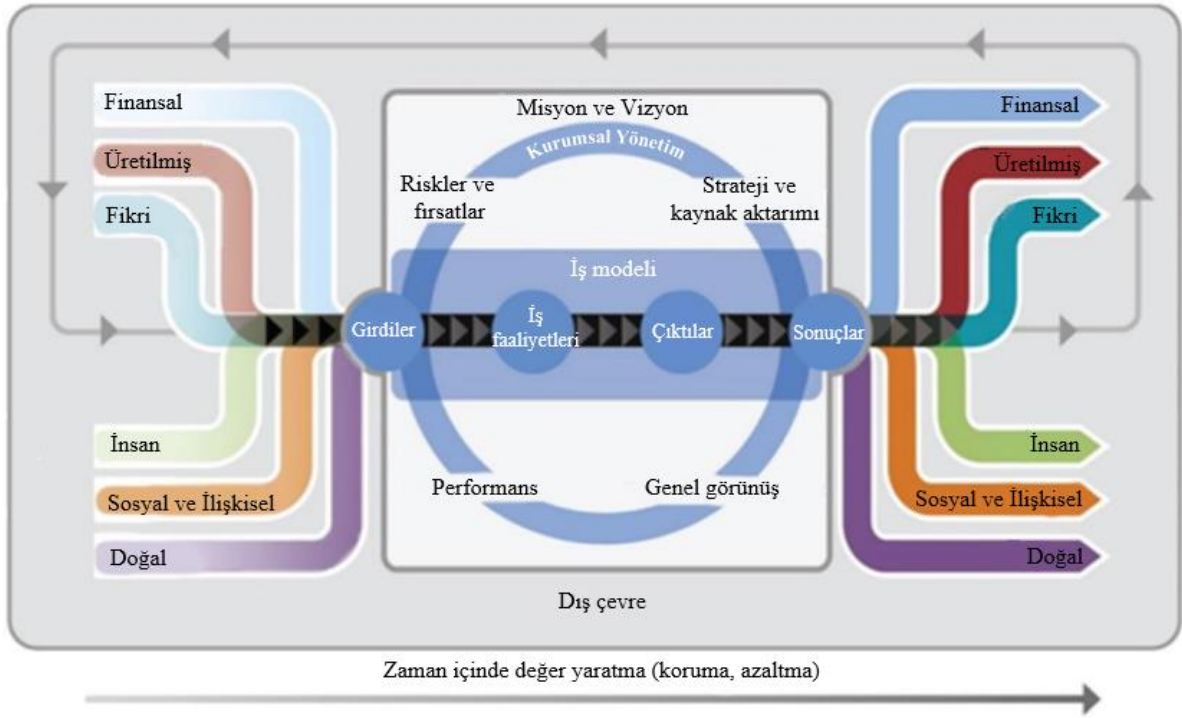 Finansal
Üretilmiş
Fikri
İnsan
Sosyal ve İlişkisel
Doğal
Misyon ve Vizyon
Kurumsal Yönetim
Riskler ve
fırsatlar
Strateji ve
kaynak aktarımı
İş modeli
Girdiler
İş
faaliyetleri
Çıktılar
Sonuçlar
Performans
Genel görünüş
Finansal
Üretilmiş
Fikri
İnsan
Sosyal ve İlişkisel
Doğal
Dış çevre
Zaman içinde değer yaratma (koruma, azaltma)